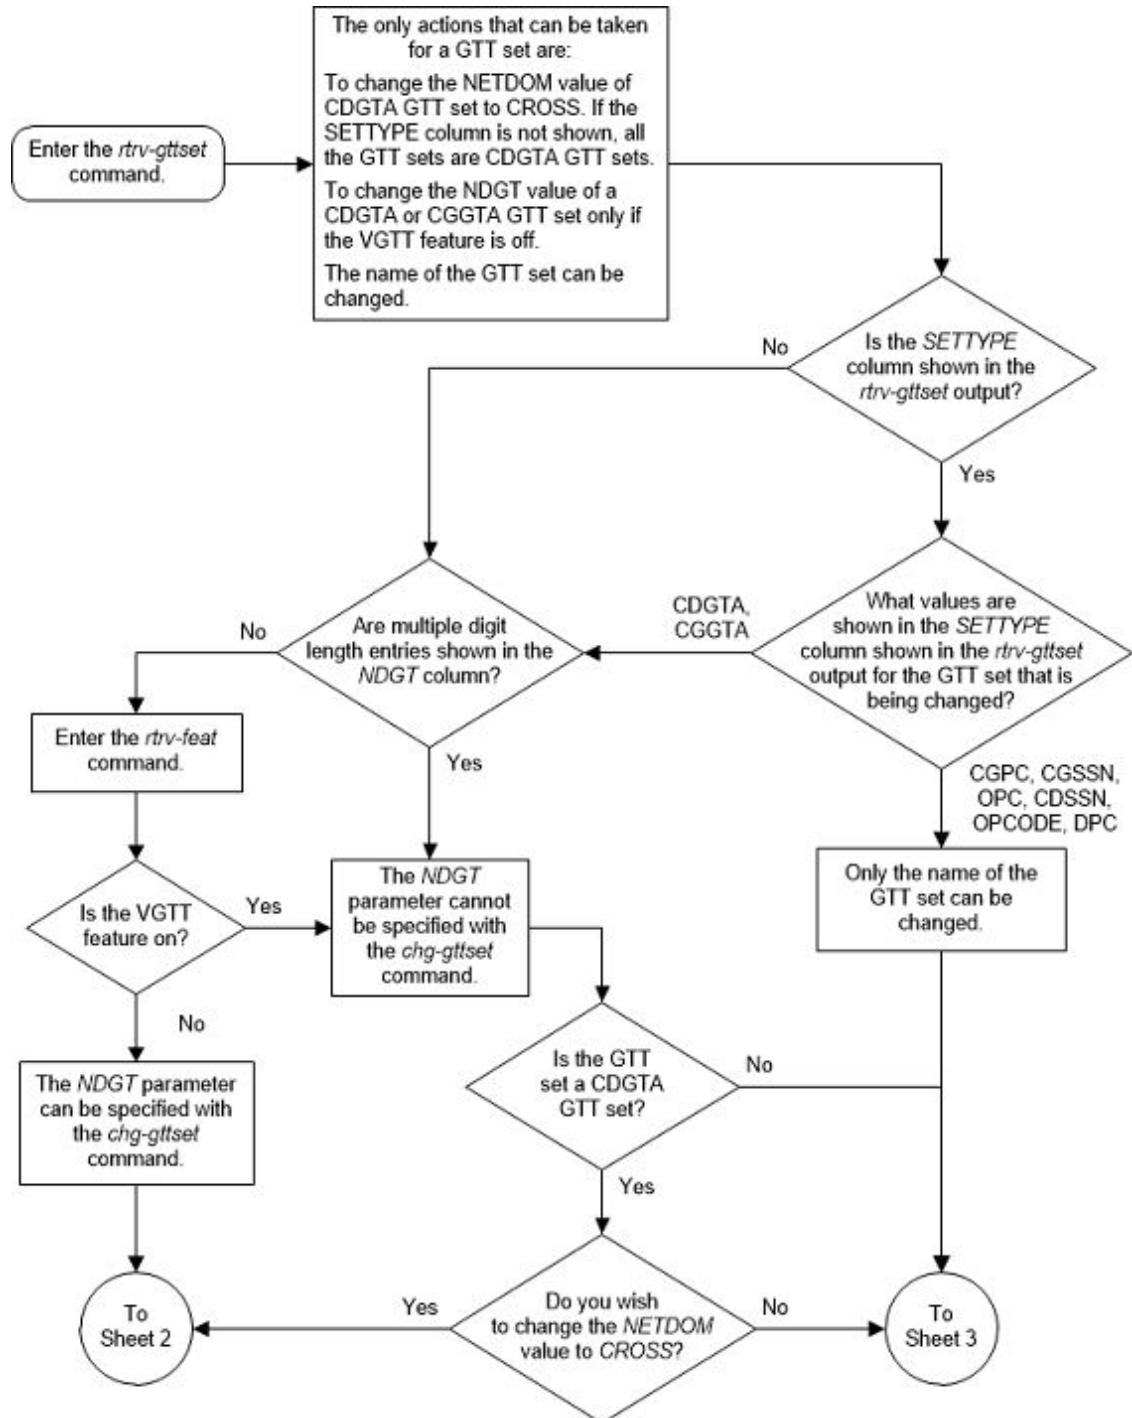 Enter the rtrv-gttset
command.
The only actions that can be taken
for a GTT set are:
To change the NETDOM value of
CDGTA GTT set to CROSS. If the
SETTYPE column is not shown, all
the GTT sets are CDGTA GTT sets.
To change the NDGT value of a
CDGTA or CGGTA GTT set only if
the VGTT feature is off.
The name of the GTT set can be
changed.
Is the SETTYPE
column shown in the
rtrv-gttset output?
No
Yes
What values are
shown in the SETTYPE
column shown in the rtrv-gttset
output for the GTT set that is
being changed?
CDGTA,
CGGTA
CGPC, CGSSN,
OPC, CDSSN,
OPCODE, DPC
Are multiple digit
length entries shown in the
NDGT column?
No
Yes
Enter the rtrv-feat
command.
Is the VGTT
feature on?
Yes
No
The NDGT
parameter cannot
be specified with
the chg-gttset
command.
Only the name of the
GTT set can be
changed.
The NDGT parameter
can be specified with
the chg-gttset
command.
Is the GTT
set a CDGTA
GTT set?
No
Yes
Do you wish
to change the NETDOM
value to CROSS?
Yes
No
To
Sheet 2
To
Sheet 3